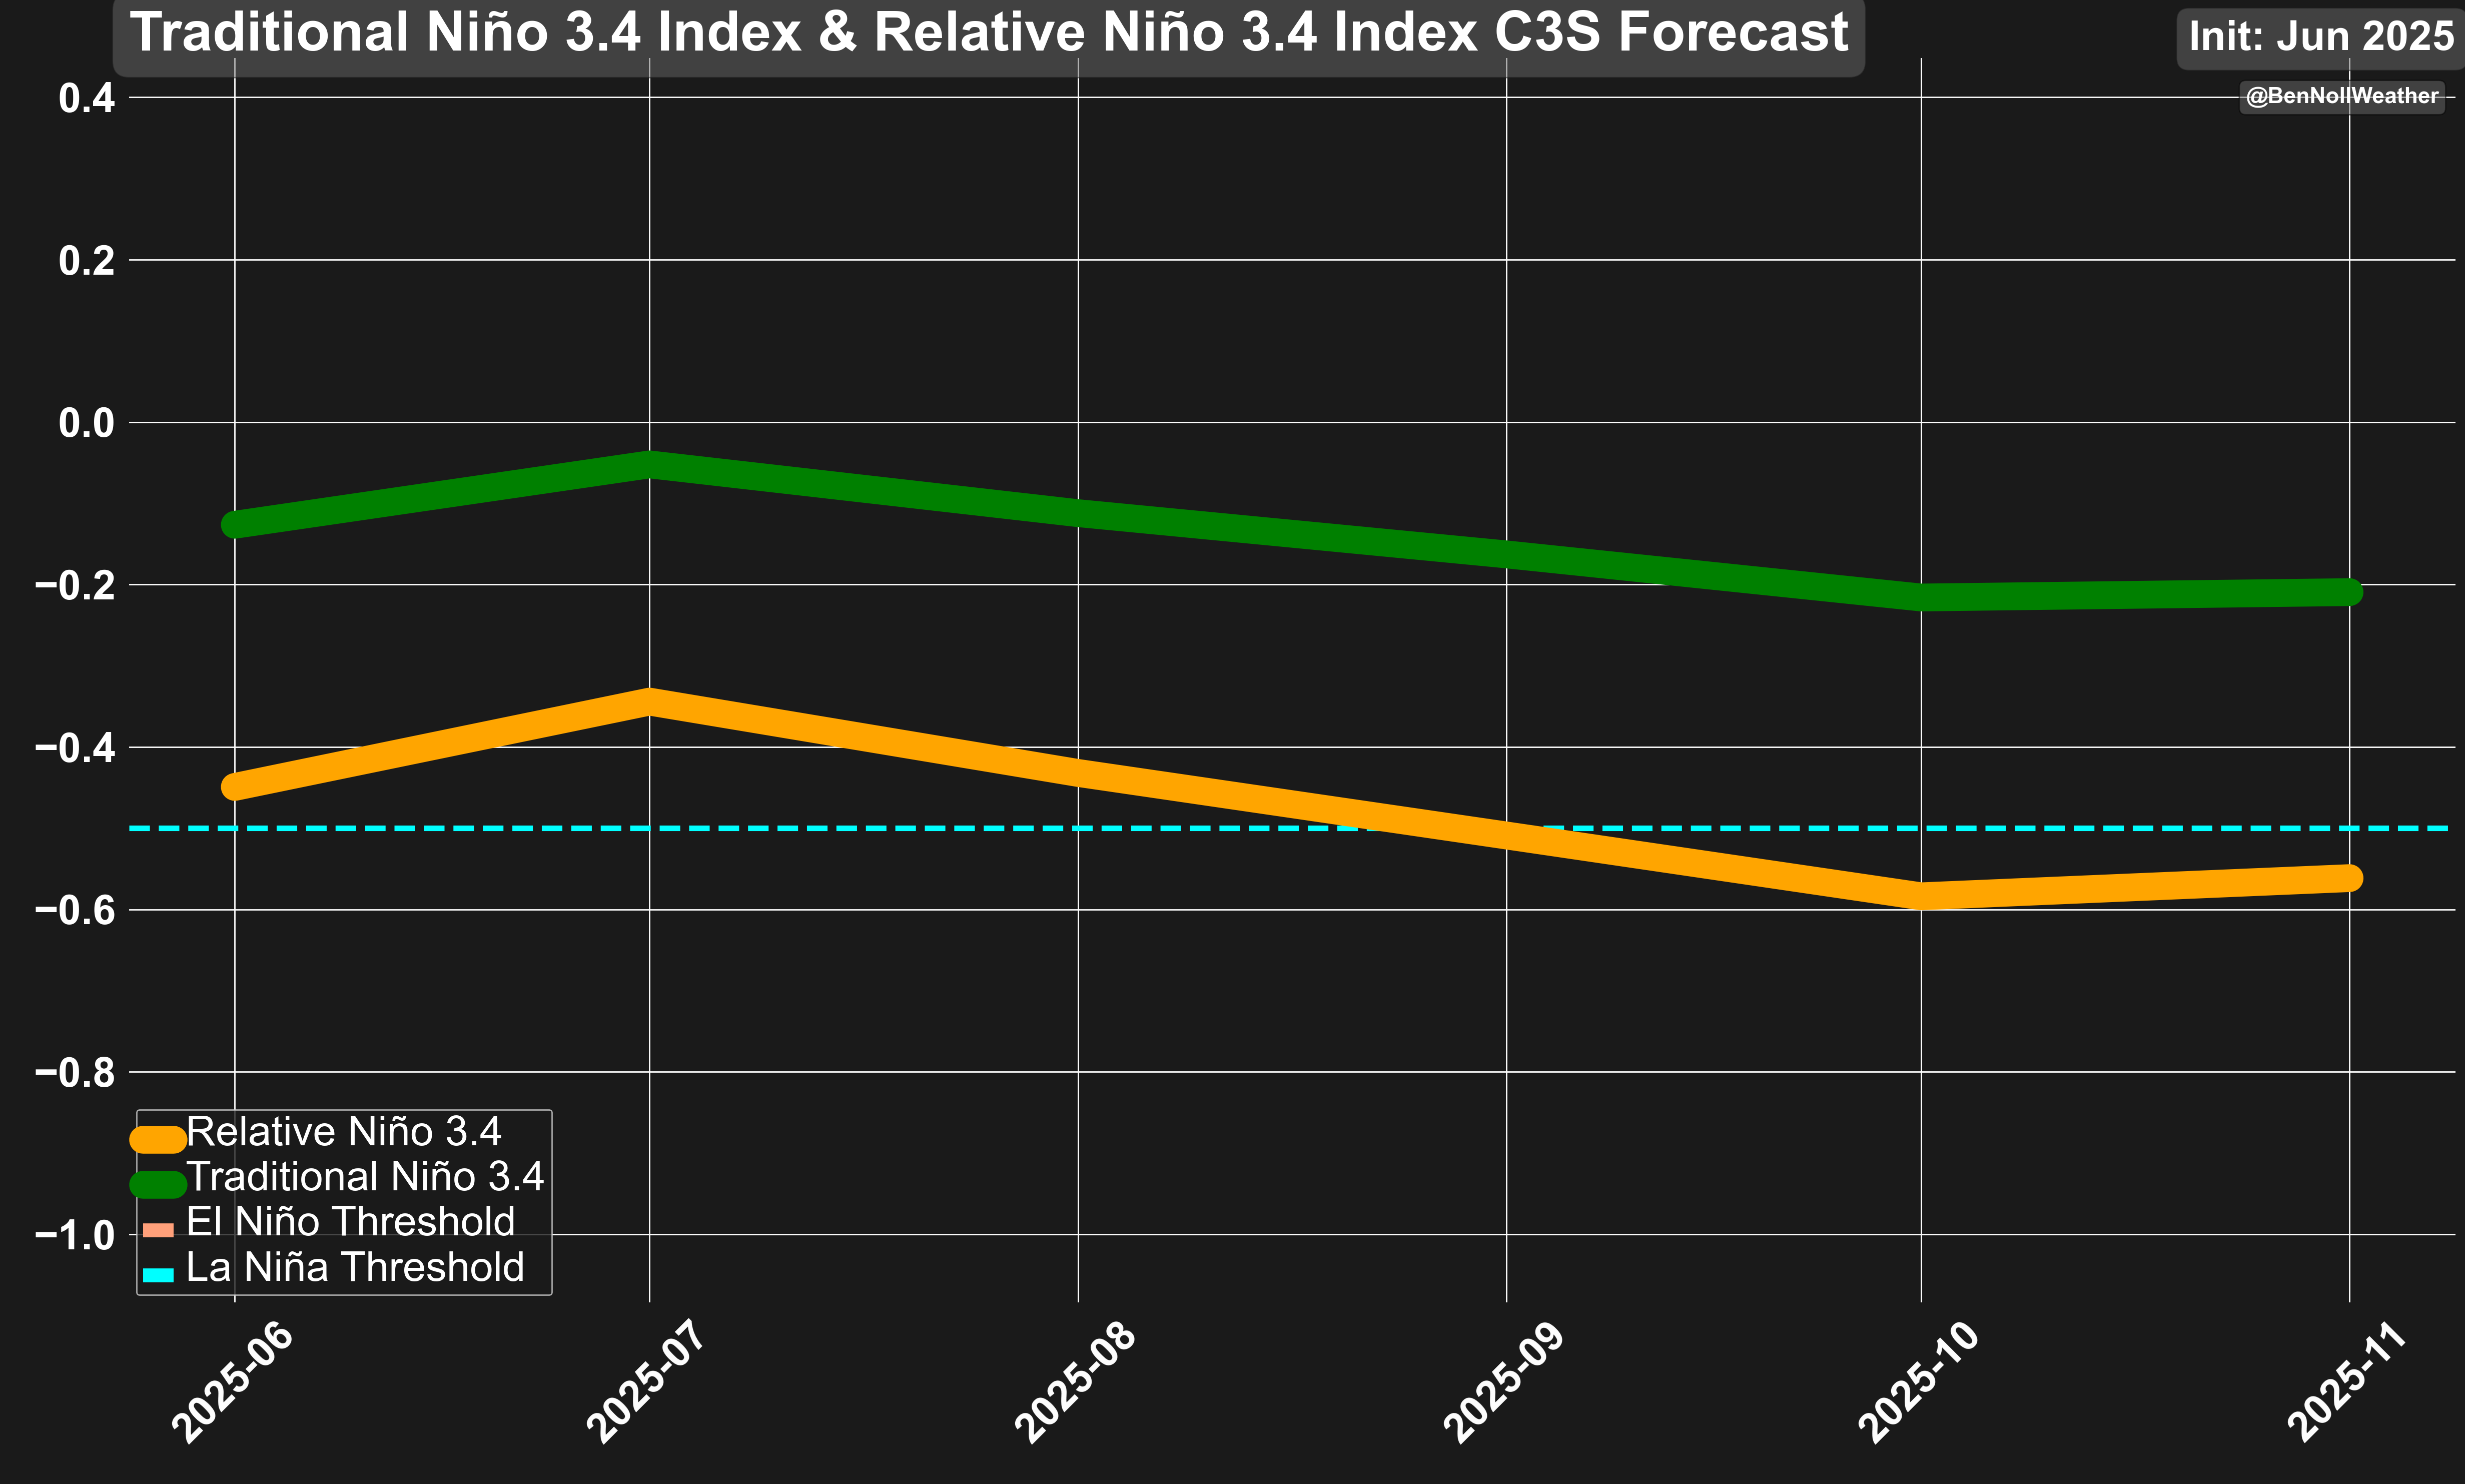 Traditional Niño 3.4 Index & Relative Niño 3.4 Index C3S Forecast
Init: Jun 2025
@BenNollWeather
0.4
0.2
0.0
−0.2
−0.4
−0.6
−0.8
−1.0
Relative Niño 3.4
Traditional Niño 3.4
El Niño Threshold
La Niña Threshold
2025-06
2025-07
2025-08
2025-09
2025-10
2025-11